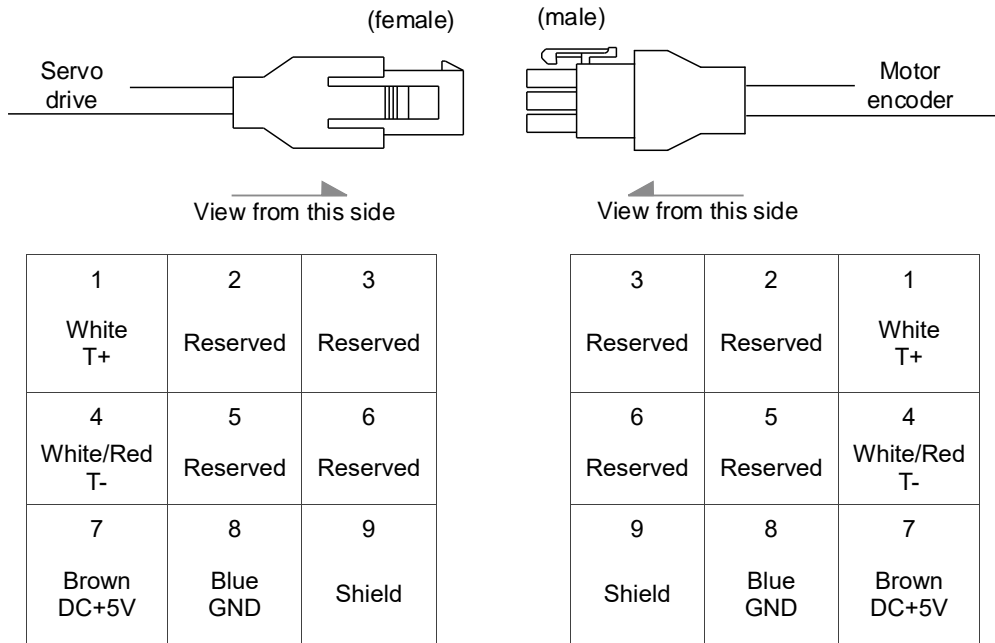 (female)
(male)
Servo
drive
Motor
encoder
View from this side
View from this side
1
2
3
White
T+
Reserved
Reserved
4
5
6
White/Red
T-
Reserved
Reserved
7
8
9
Brown
DC+5V
Blue
GND
Shield
3
2
1
Reserved
Reserved
White
T+
6
5
4
Reserved
Reserved
White/Red
T-
9
8
7
Shield
Blue
GND
Brown
DC+5V